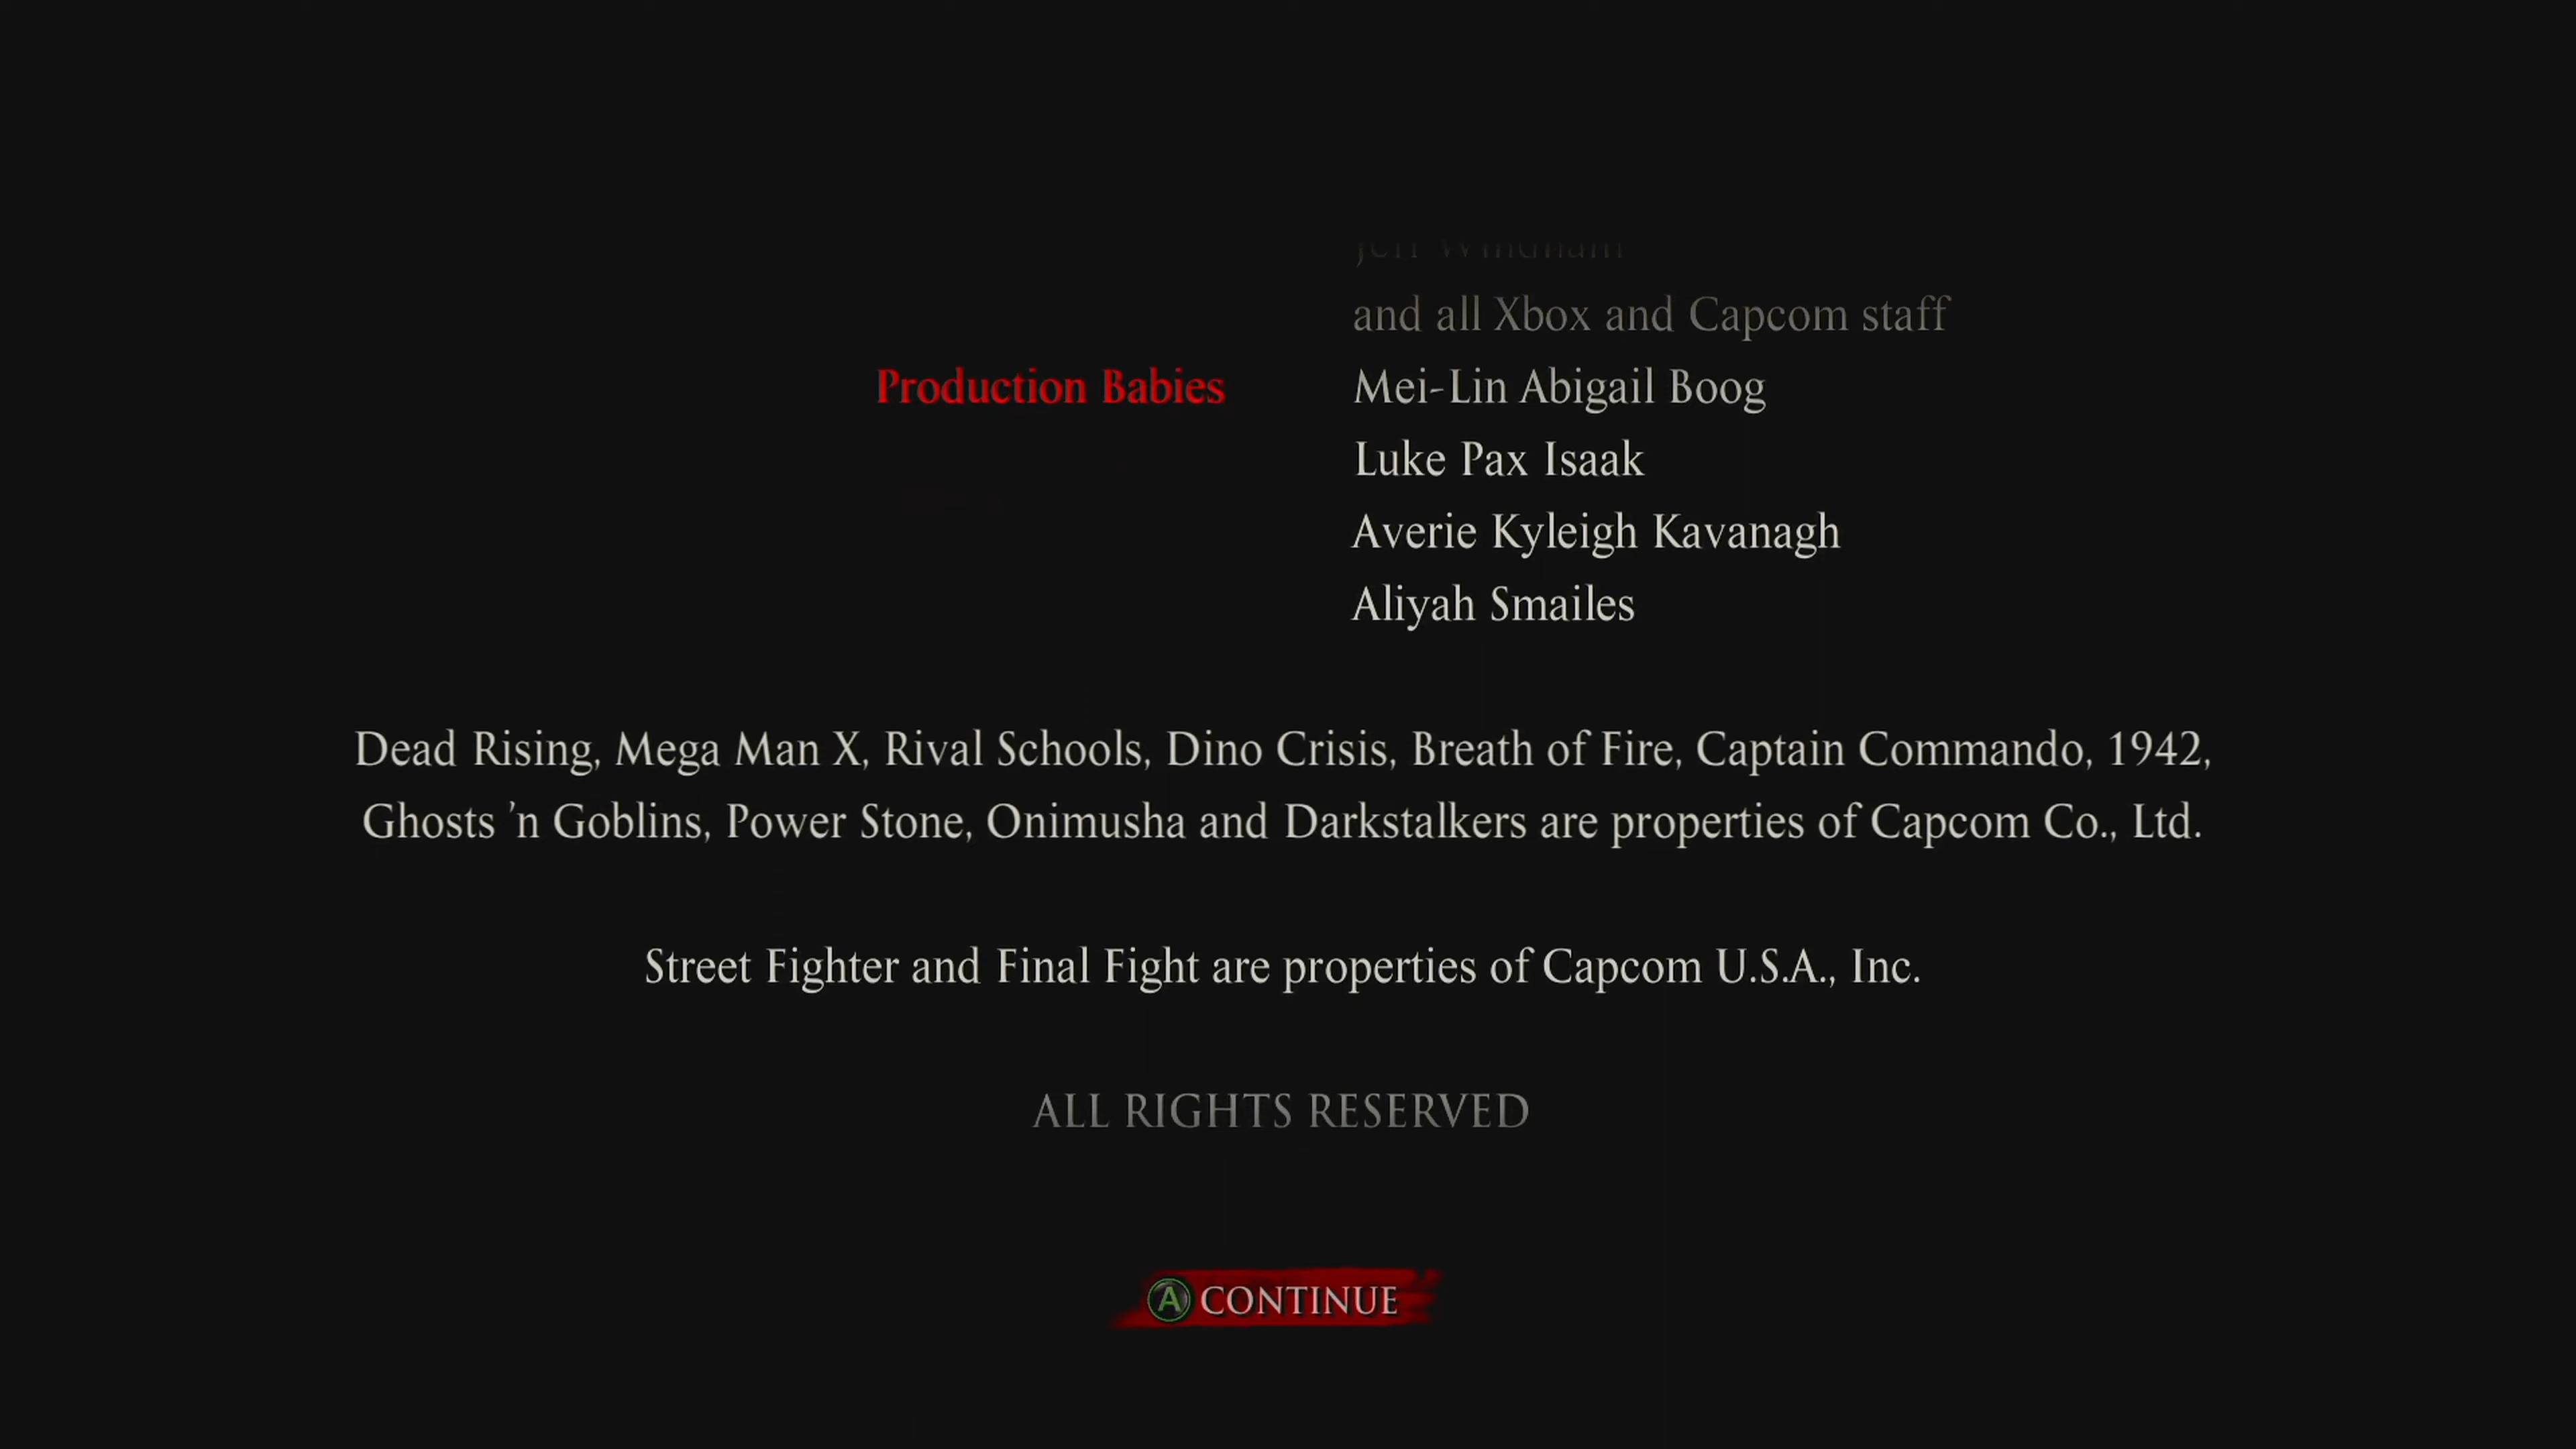 and all Xbox and Capcom staff
Production Babies Mei-Lin Abigail Boog
Luke Pax Isaak
Averie Kyleigh Kavanagh
Aliyah Smailes
Dead Rising, Mega Man X, Rival Schools, Dino Crisis, Breath of Fire, Captain Commando, 1942,
Ghosts 'n Goblins, Power Stone, Onimusha and Darkstalkers are properties of Capcom Co., Ltd.
Street Fighter and Final Fight are properties of Capcom U.S.A., Inc.
ALL RIGHTS RESERVED
A CONTINUE